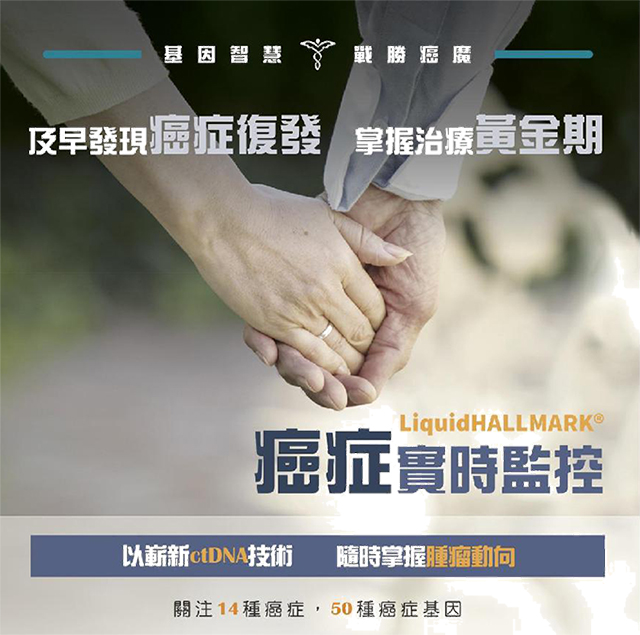 基因智慧 戰勝癌魔
及早發現癌症復發 掌握治療黃金期
LiquidHALLMARK®
癌症實時監控
以嶄新ctDNA技術 隨時掌握腫瘤動向
關注14種癌症，50種癌症基因